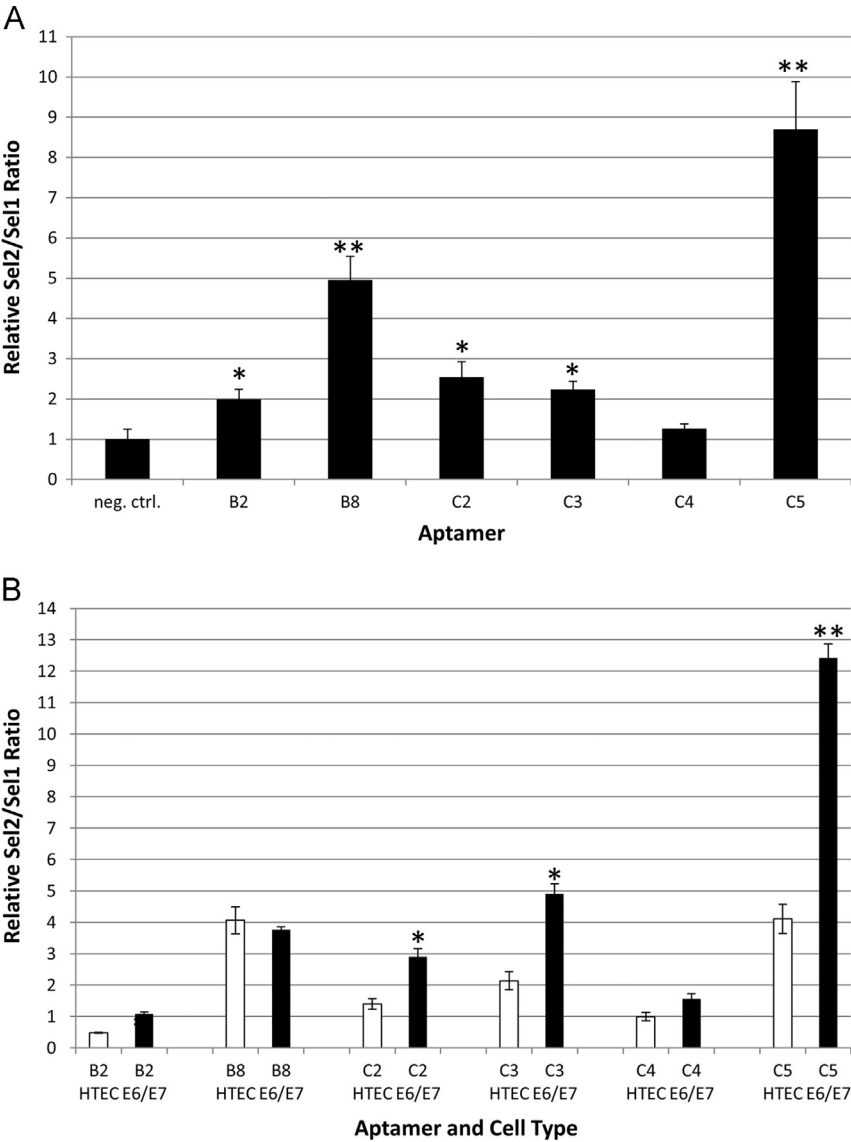 A
11
10
9
8
7
6
5
4
3
2
1
0
Relative Sel2/Sel1 Ratio
* ** * * **
neg. ctrl. B2 B8 C2 C3 C4 C5
Aptamer
B
14
13
12
11
10
9
8
7
6
5
4
3
2
1
0
Relative Sel2/Sel1 Ratio
* * **
B2 B2 B8 B8 C2 C2 C3 C3 C4 C4 C5 C5
HTEC E6/E7 HTEC E6/E7 HTEC E6/E7 HTEC E6/E7 HTEC E6/E7 HTEC E6/E7
Aptamer and Cell Type